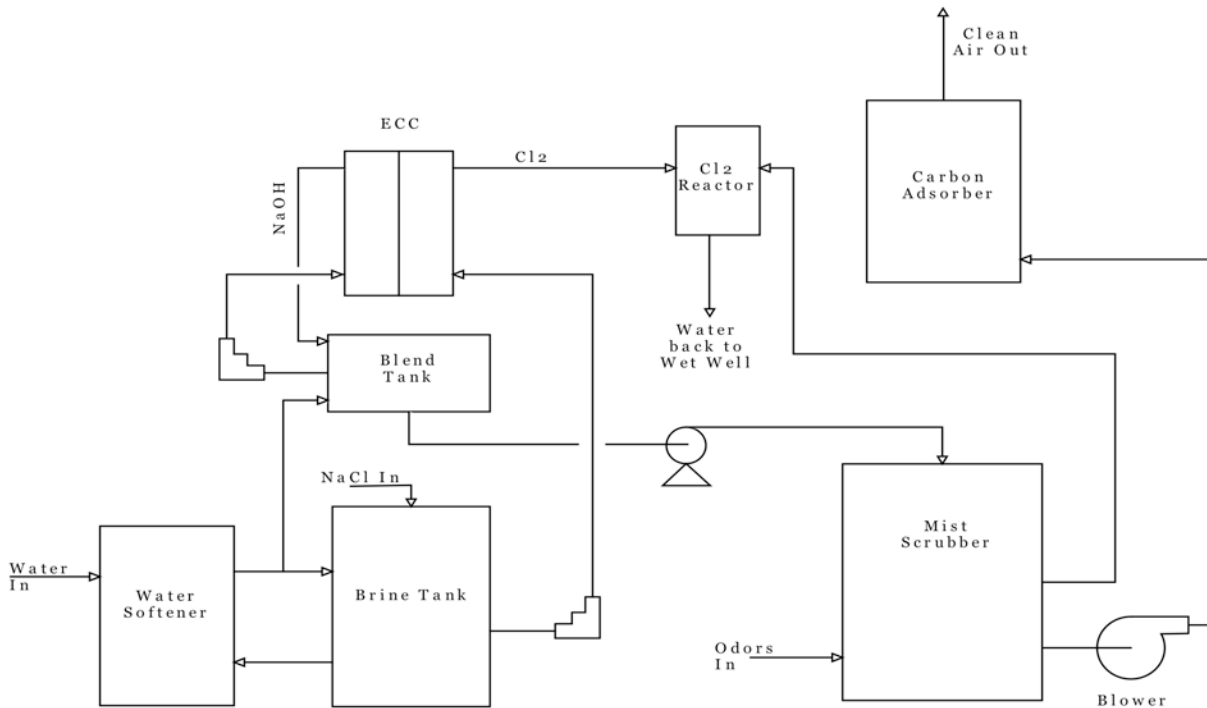 Clean
Air Out
ECC
Cl2
Cl2
Reactor
Carbon
Adsorber
NaOH
Water
back to
Wet Well
Blend
Tank
NaCl In
Mist
Scrubber
Water
In
Water
Softener
Brine Tank
Odors
In
Blower